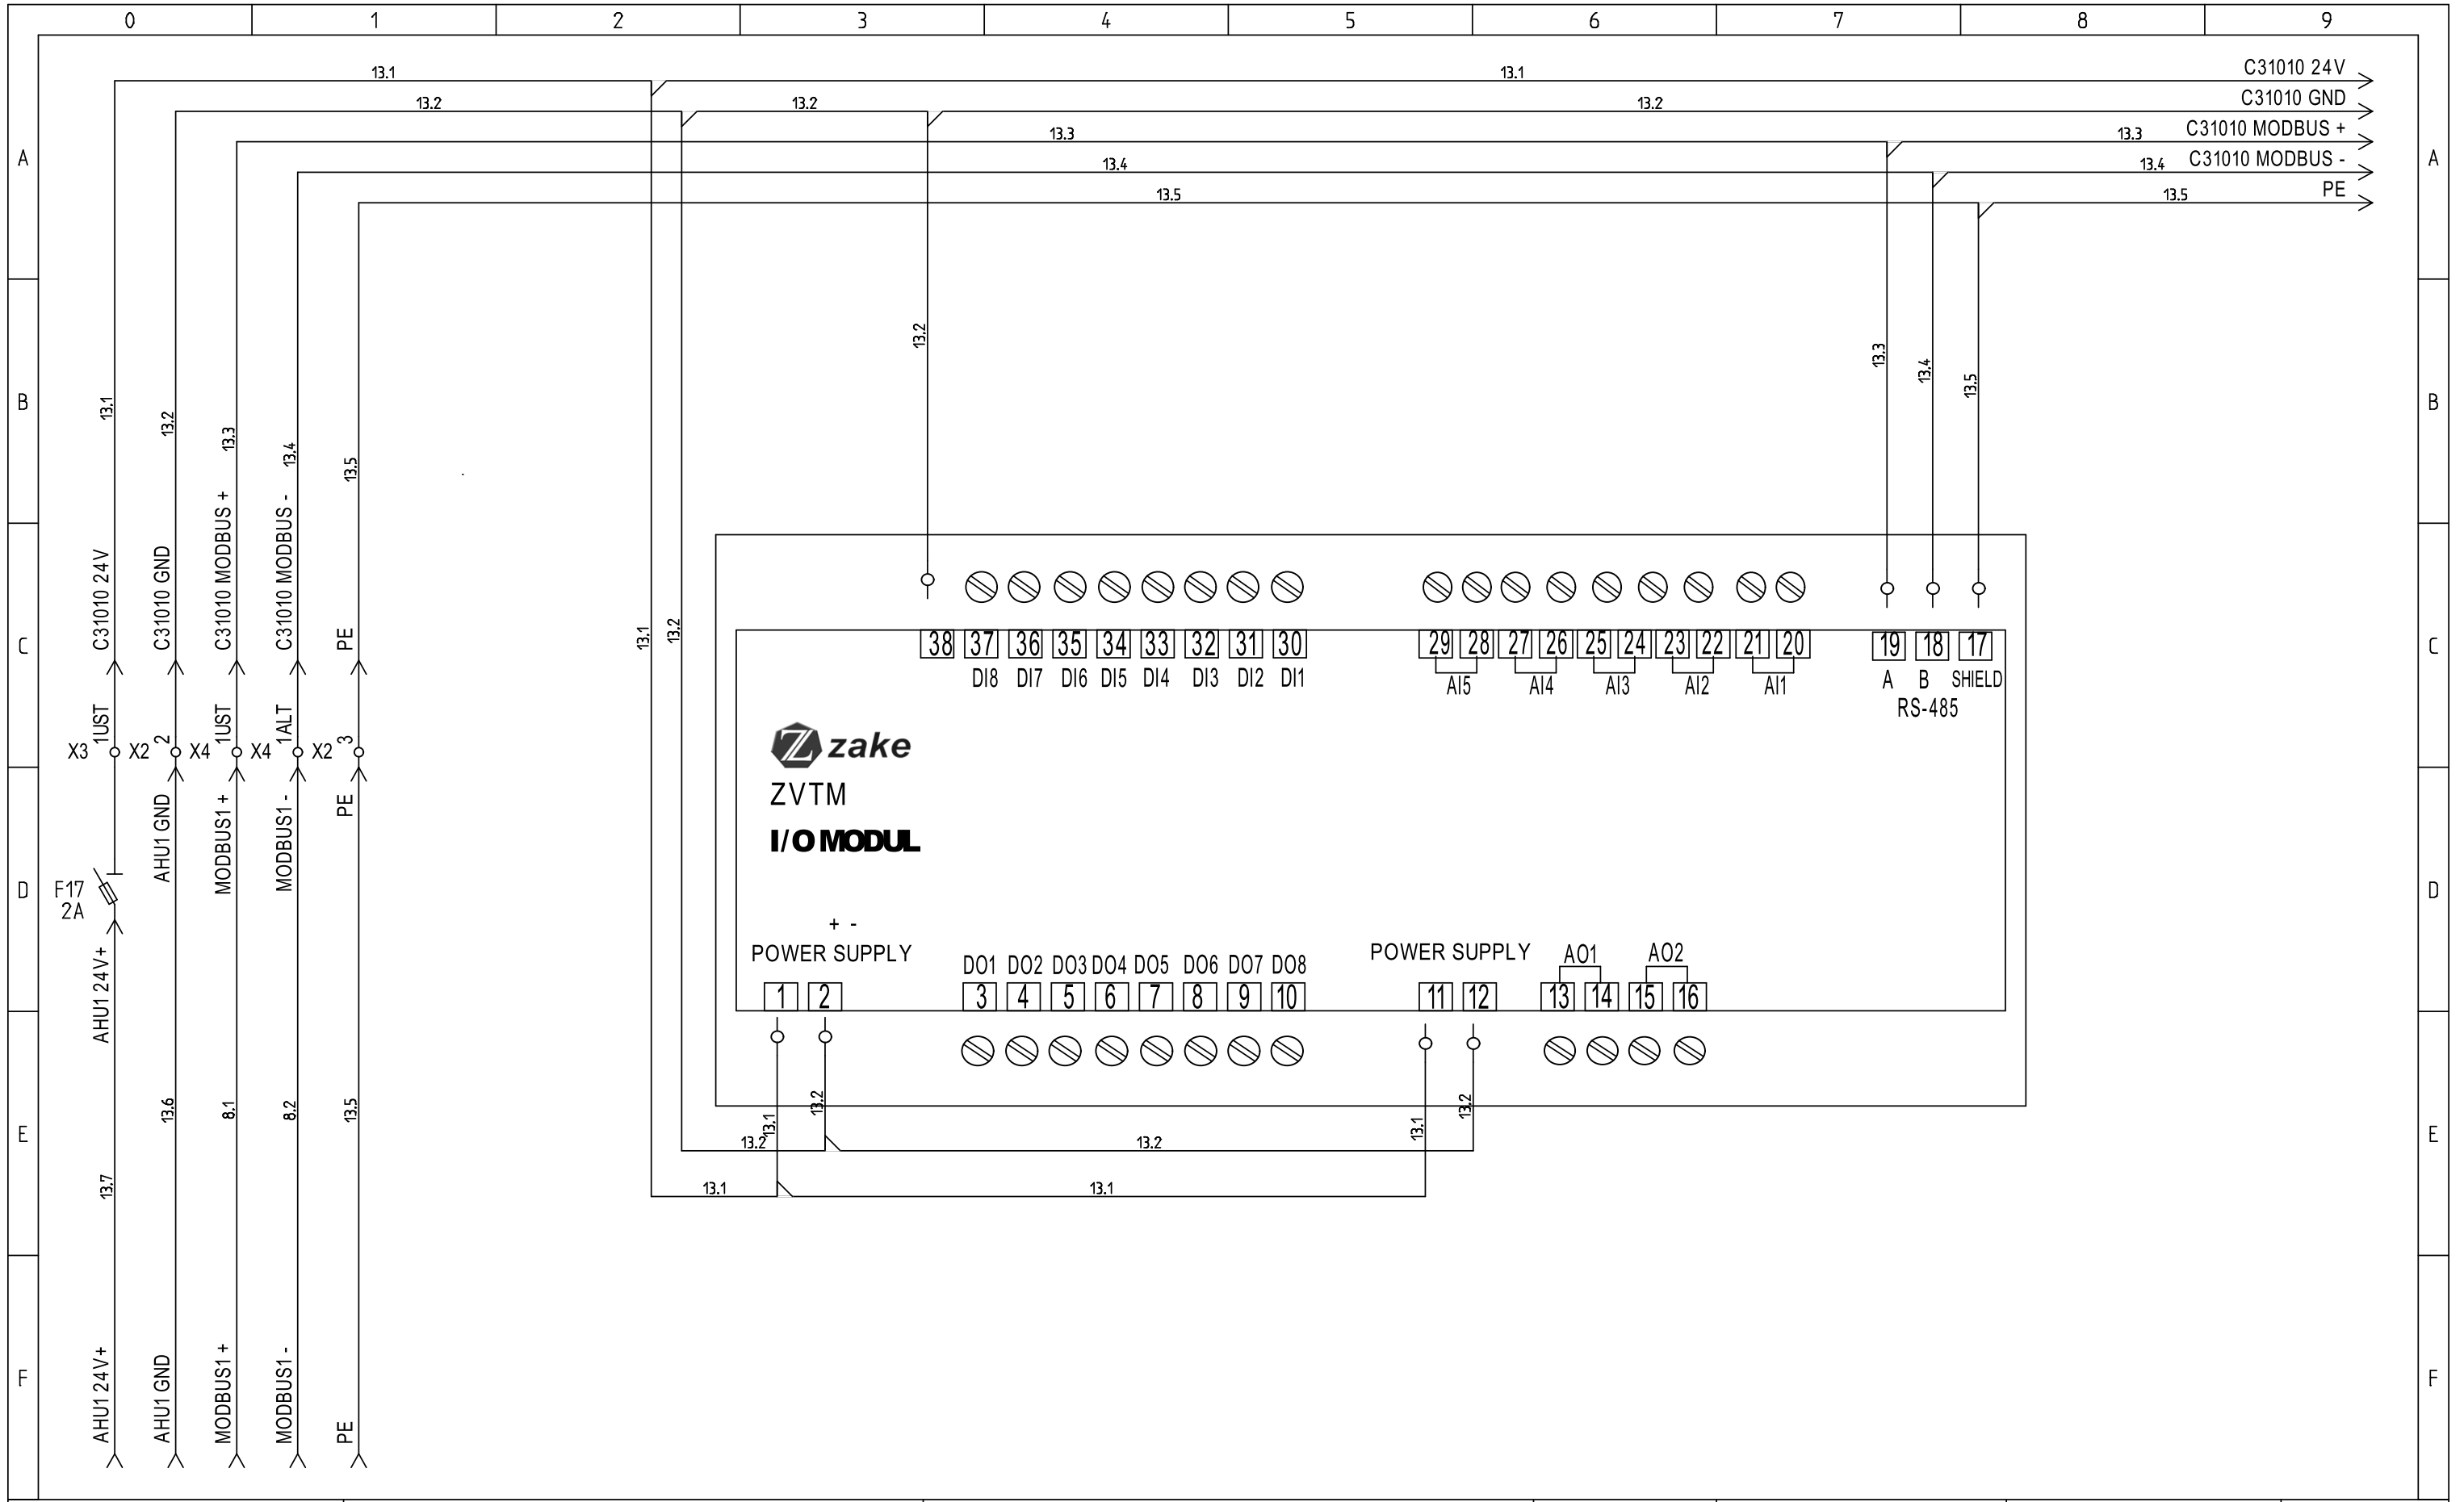 0 1 2 3 4 5 6 7 8 9
13.1 13.1 C31010 24V
13.2 13.2 13.2 C31010 GND
13.3 13.3 C31010 MODBUS +
13.4 13.4 C31010 MODBUS -
13.5 13.5 PE
A A
13.2 13.3 13.4 13.5
B B
13.1 13.2 13.3 13.4 13.5
C31010 24V
C31010 GND
C31010 MODBUS +
C31010 MODBUS -
PE
13.1 13.2
C C
38 37 36 35 34 33 32 31 30 29 28 27 26 25 24 23 22 21 20 19 18 17
DI8 DI7 DI6 DI5 DI4 DI3 DI2 DI1 AI5 AI4 AI3 AI2 AI1 A B SHIELD
RS-485
1UST 2 1UST 1ALT 3
X3 X2 X4 X4 X2
zake
ZVTM
I/O MODUL
AHU1 GND
MODBUS1 +
MODBUS1 -
PE
D D
F17
2A
AHU1 24V+
+ -
POWER SUPPLY
DO1 DO2 DO3 DO4 DO5 DO6 DO7 DO8
POWER SUPPLY
AO1 AO2
1 2 3 4 5 6 7 8 9 10 11 12 13 14 15 16
13.6 8.1 8.2 13.5
13.1 13.2 13.1 13.2
E E
13.2 13.2
13.7
13.1 13.1
F F
AHU1 24V+
AHU1 GND
MODBUS1 +
MODBUS1 -
PE